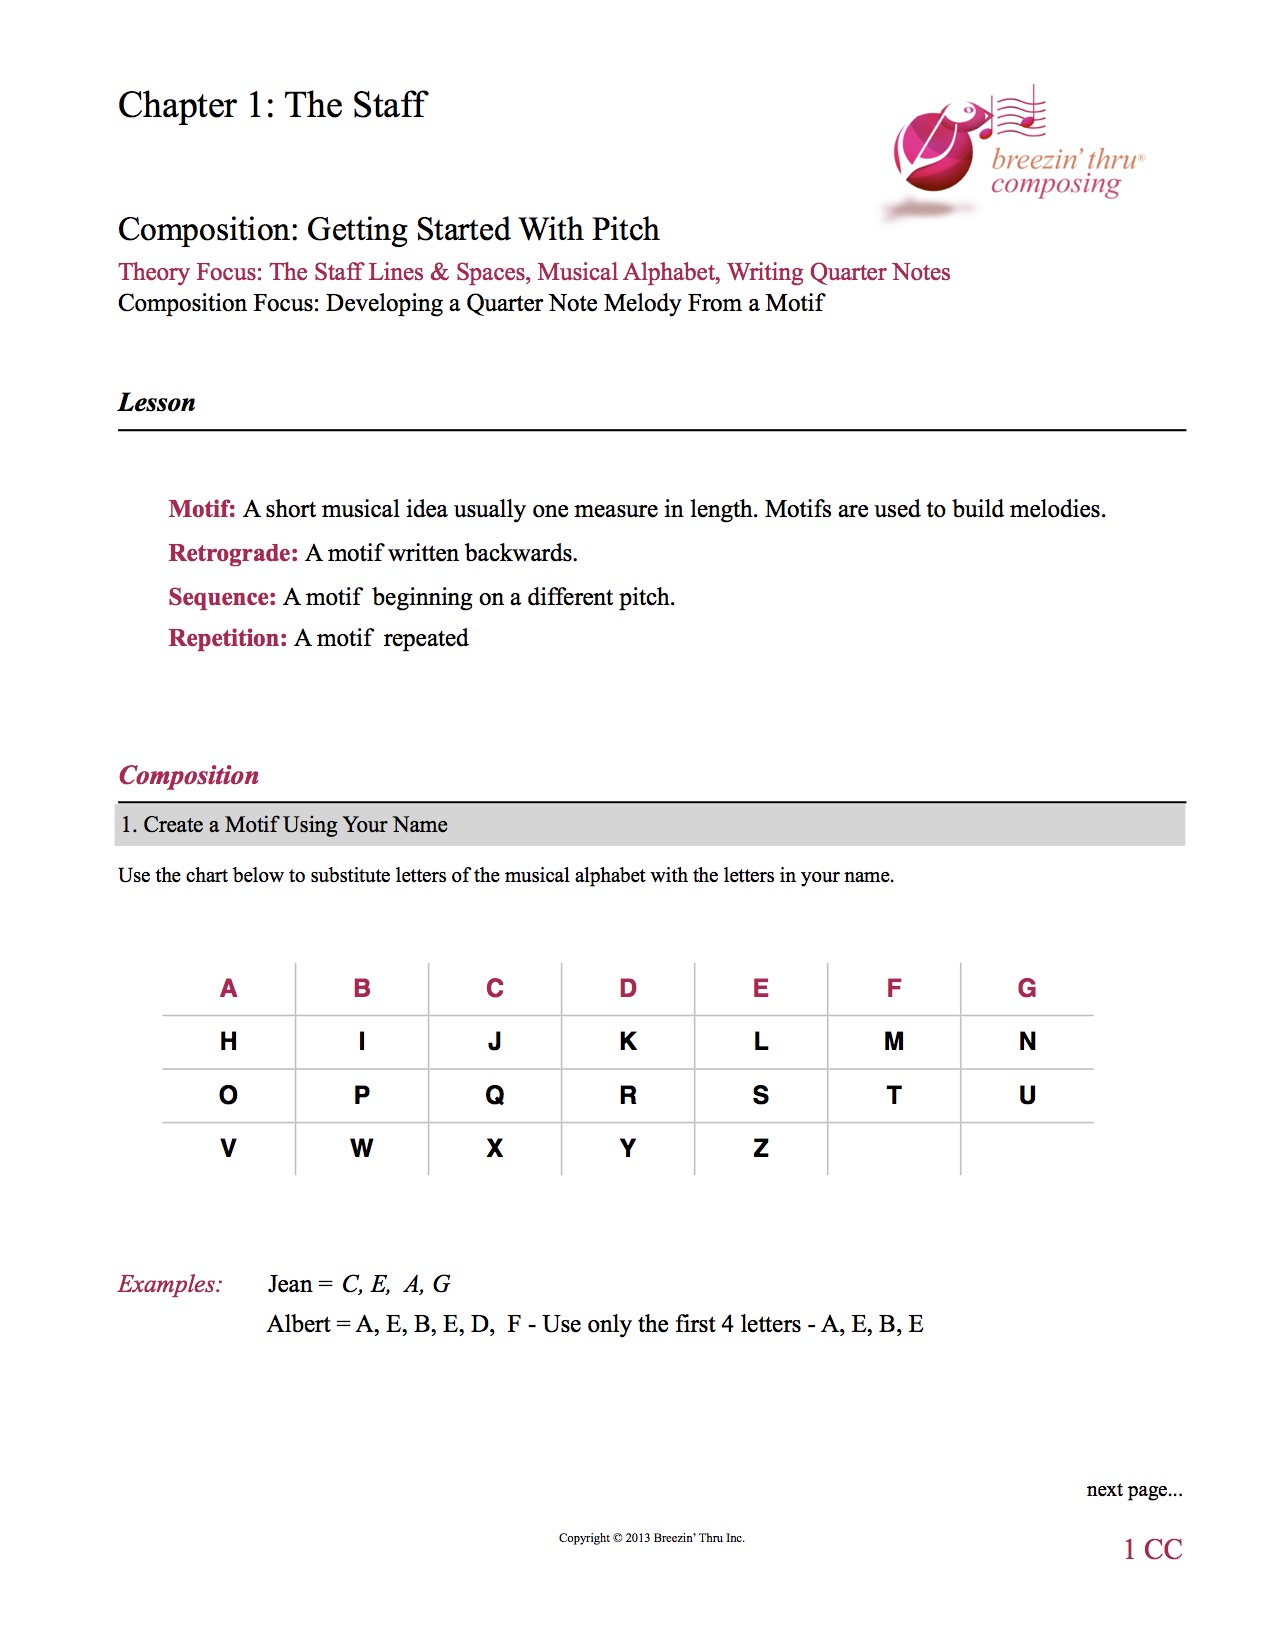 Chapter 1: The Staff
breezin' thru®
composing
Composition: Getting Started With Pitch
Theory Focus: The Staff Lines & Spaces, Musical Alphabet, Writing Quarter Notes
Composition Focus: Developing a Quarter Note Melody From a Motif
Lesson
Motif: A short musical idea usually one measure in length. Motifs are used to build melodies.
Retrograde: A motif written backwards.
Sequence: A motif beginning on a different pitch.
Repetition: A motif repeated
Composition
1. Create a Motif Using Your Name
Use the chart below to substitute letters of the musical alphabet with the letters in your name.
A B C D E F G
H I J K L M N
O P Q R S T U
V W X Y Z
Examples: Jean = C, E, A, G
Albert = A, E, B, E, D, F - Use only the first 4 letters - A, E, B, E
next page...
Copyright © 2013 Breezin' Thru Inc.
1 CC